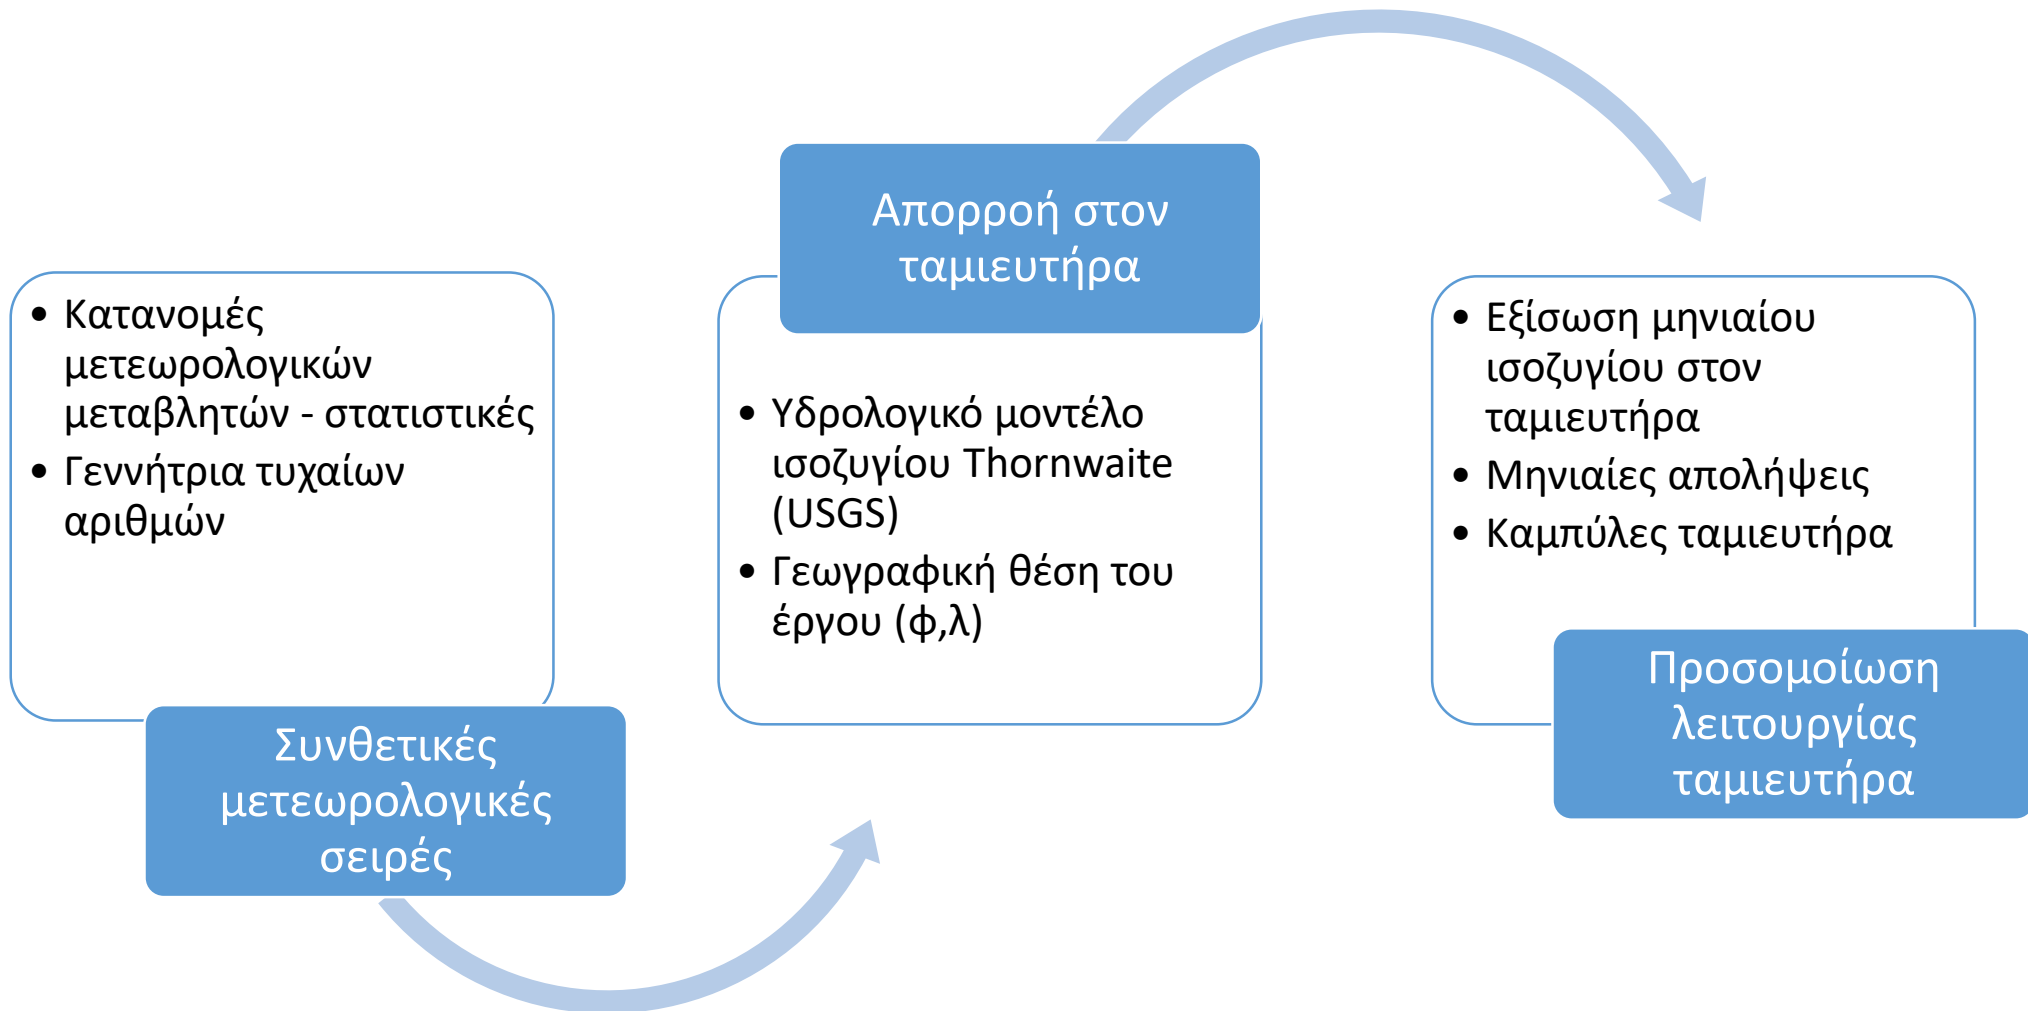 • Κατανομές
μετεωρολογικών
μεταβλητών - στατιστικές
• Γεννήτρια τυχαίων
αριθμών
Συνθετικές
μετεωρολογικές
σειρές
Απορροή στον
ταμιευτήρα
• Υδρολογικό μοντέλο
ισοζυγίου Thornwaite
(USGS)
• Γεωγραφική θέση του
έργου (φ,λ)
• Εξίσωση μηνιαίου
ισοζυγίου στον
ταμιευτήρα
• Μηνιαίες απολήψεις
• Καμπύλες ταμιευτήρα
Προσομοίωση
λειτουργίας
ταμιευτήρα